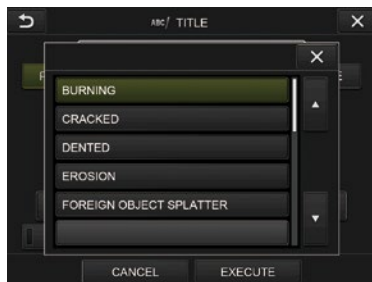 ABC/ TITLE
BURNING
CRACKED
DENTED
EROSION
FOREIGN OBJECT SPLATTER
CANCEL EXECUTE